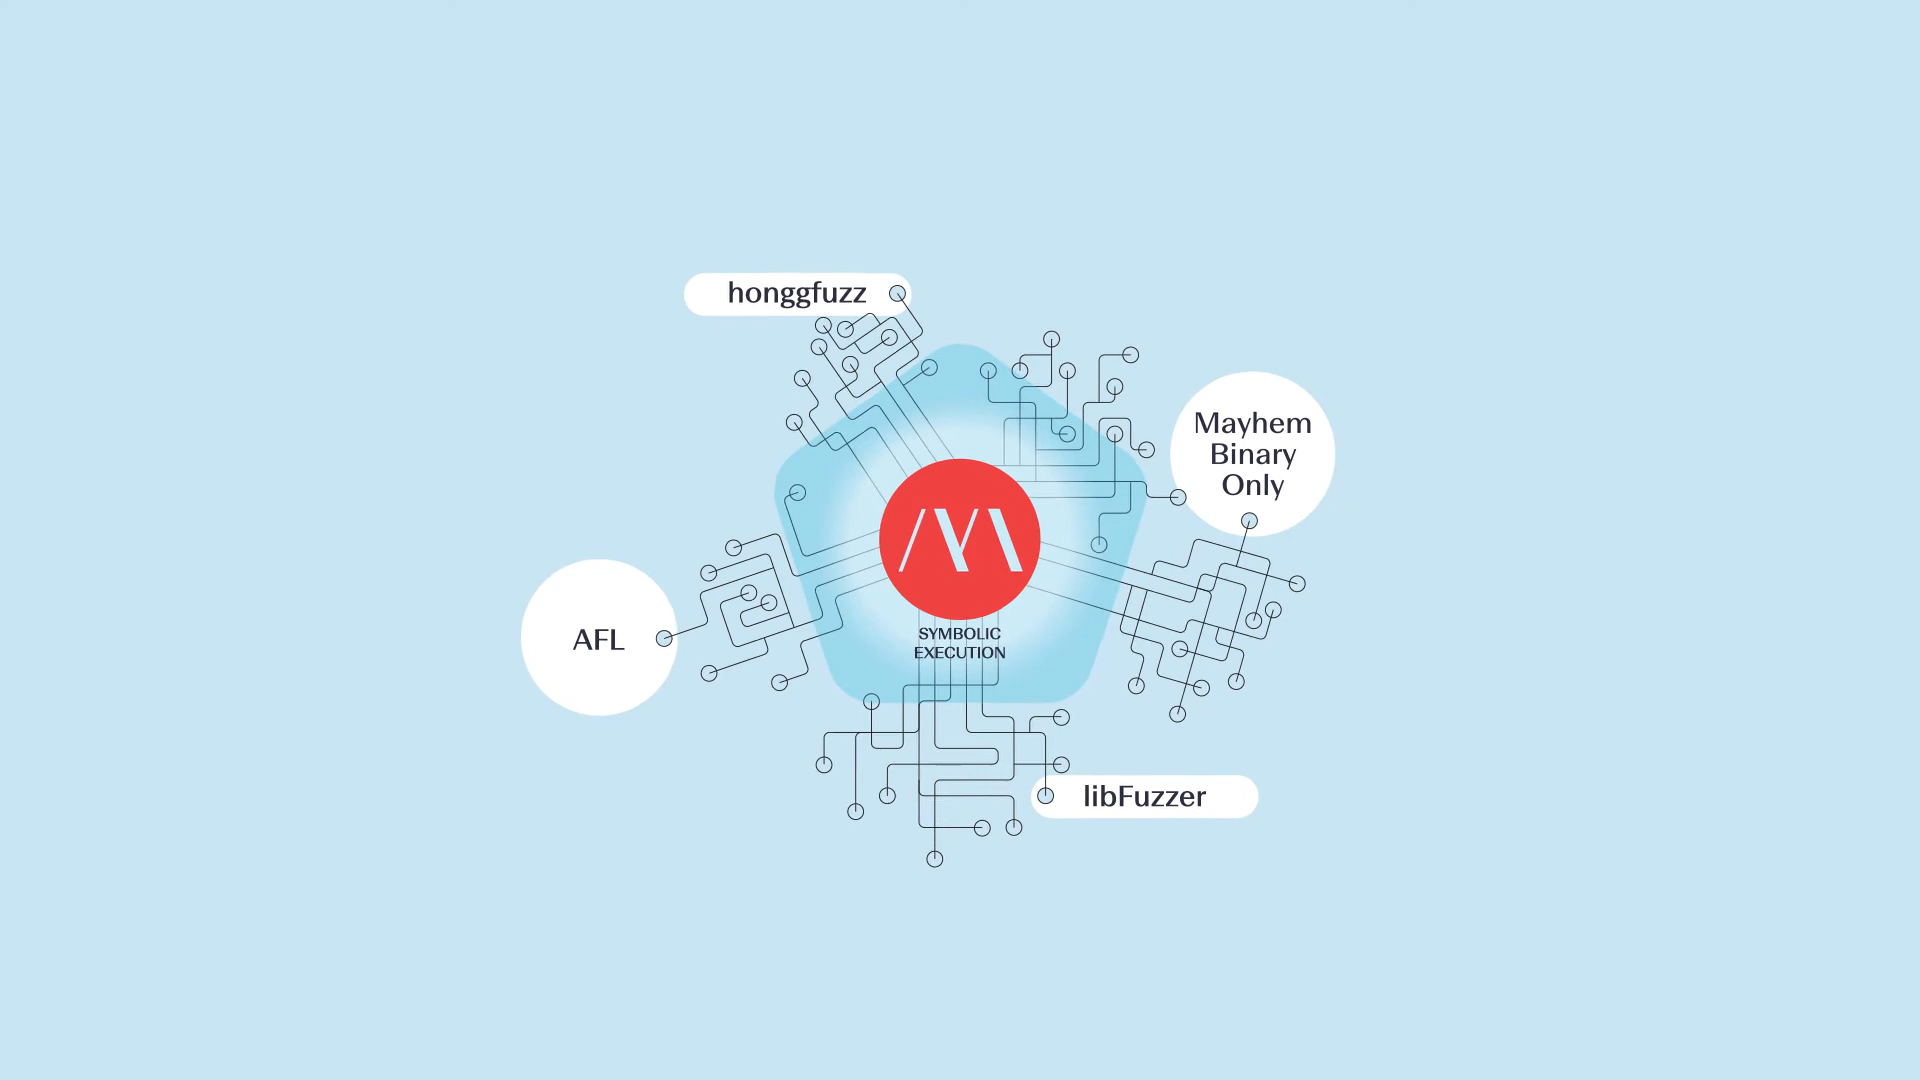 honggfuzz
Mayhem
Binary
Only
AFL
SYMBOLIC
EXECUTION
libFuzzer